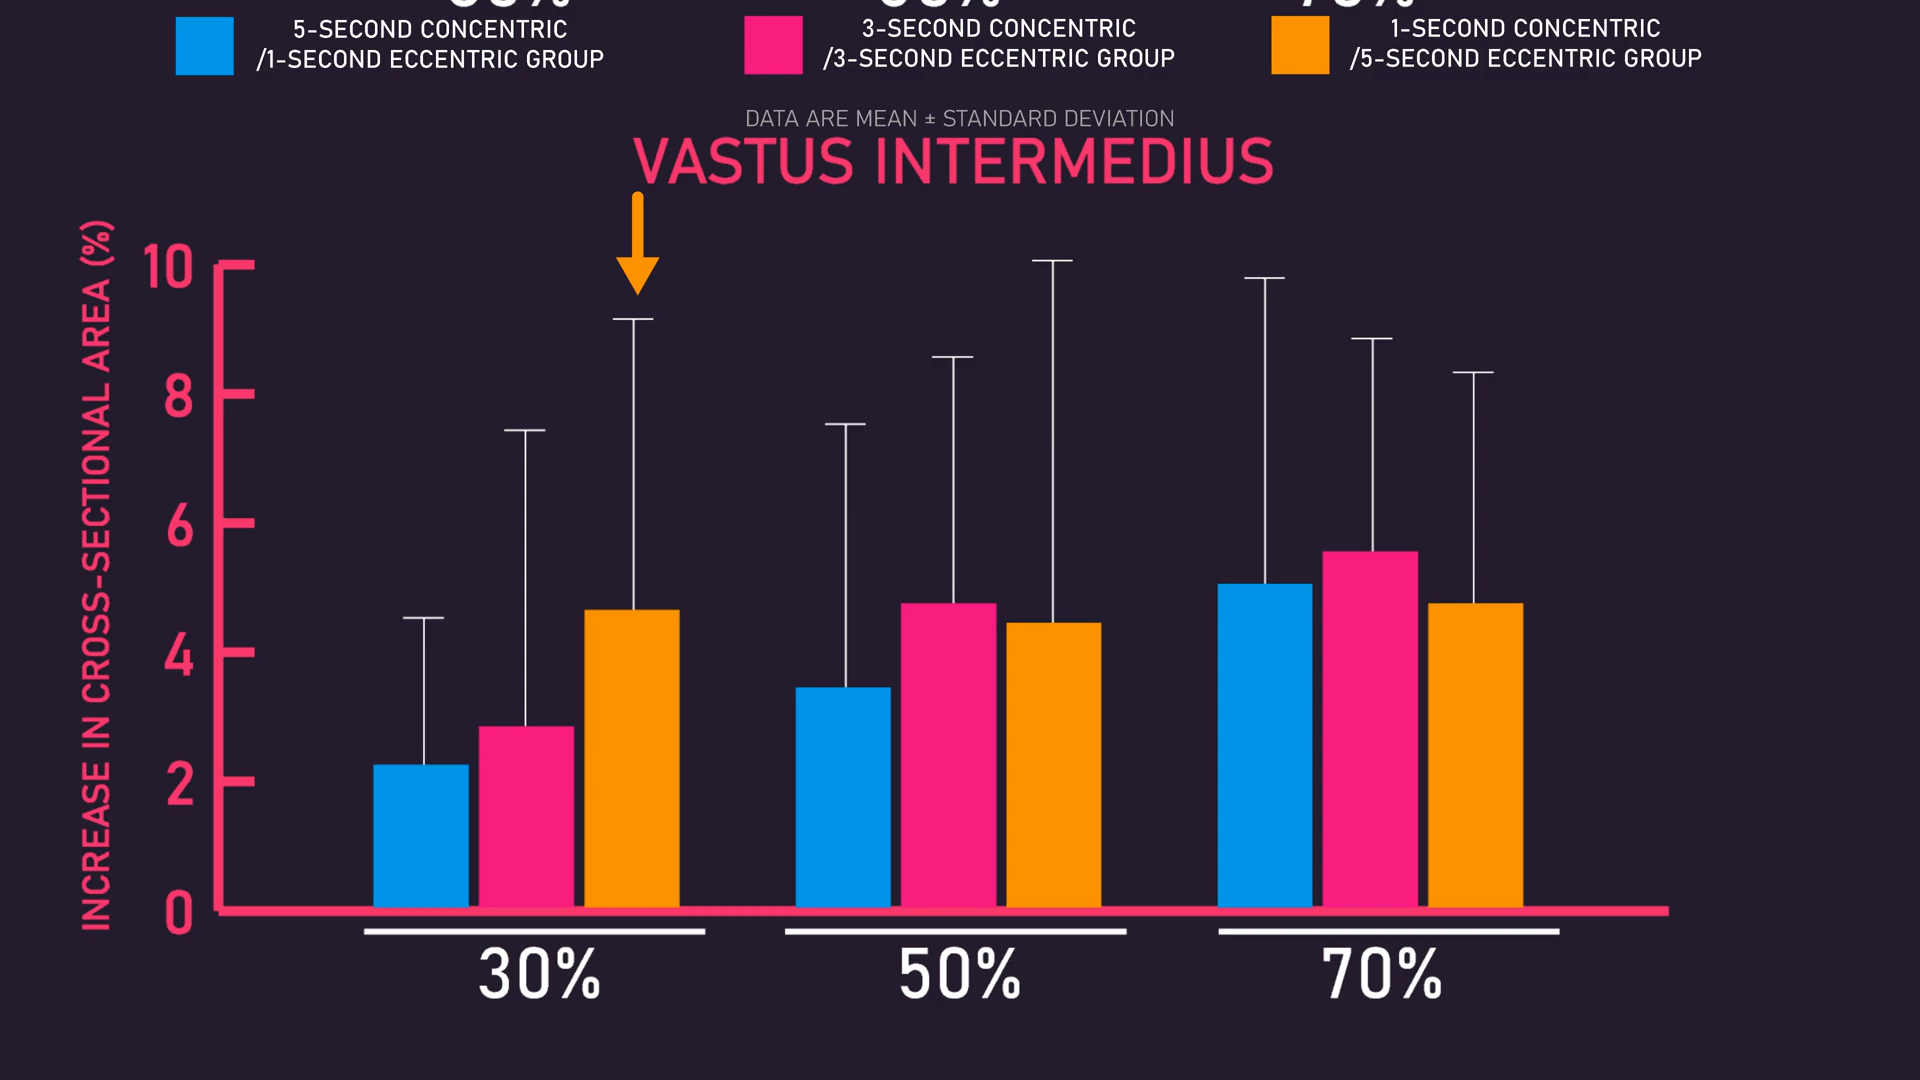 5-SECOND CONCENTRIC
/1-SECOND ECCENTRIC GROUP
3-SECOND CONCENTRIC
/3-SECOND ECCENTRIC GROUP
1-SECOND CONCENTRIC
/5-SECOND ECCENTRIC GROUP
DATA ARE MEAN ± STANDARD DEVIATION
VASTUS INTERMEDIUS
INCREASE IN CROSS-SECTIONAL AREA (%)
10
8
6
4
2
0
30%
50%
70%